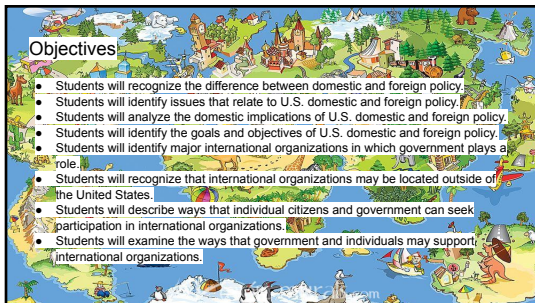 Objectives
● Students will recognize the difference between domestic and foreign policy.
● Students will identify issues that relate to U.S. domestic and foreign policy.
● Students will analyze the domestic implications of U.S. domestic and foreign policy.
● Students will identify the goals and objectives of U.S. domestic and foreign policy.
● Students will identify major international organizations in which government plays a
role.
● Students will recognize that international organizations may be located outside of
the United States.
● Students will describe ways that individual citizens and government can seek
participation in international organizations.
● Students will examine the ways that government and individuals may support
international organizations.